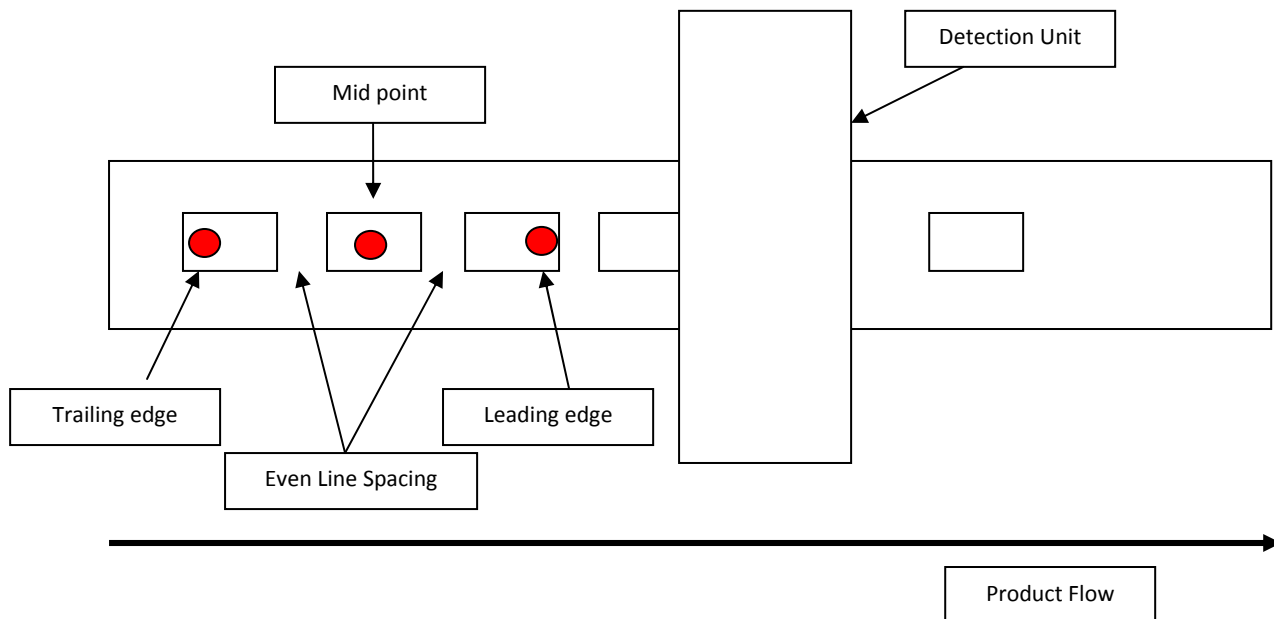 Detection Unit
Mid point
Trailing edge
Leading edge
Even Line Spacing
Product Flow